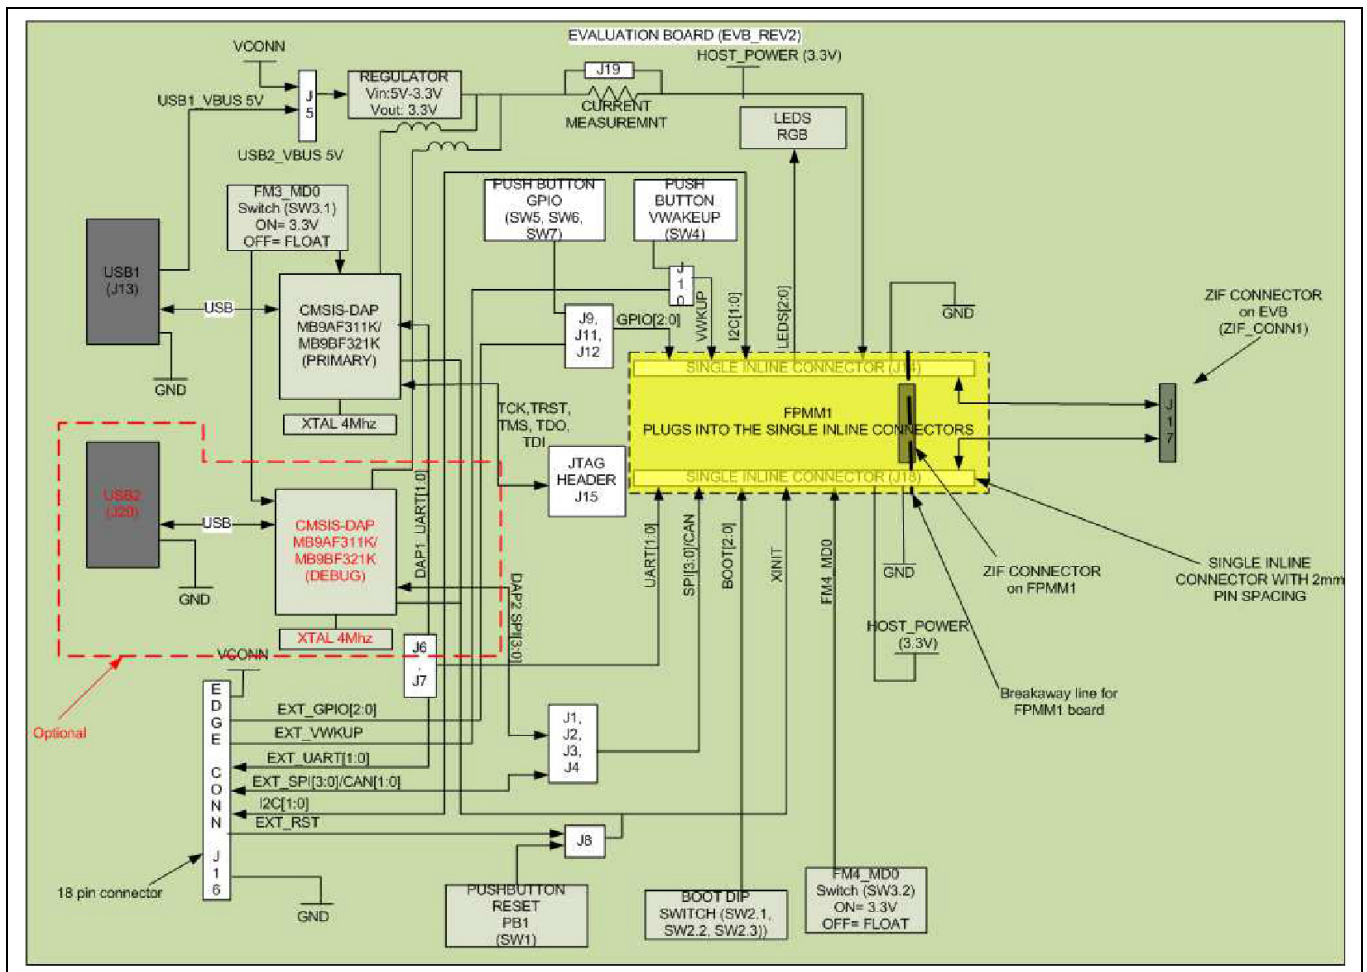 EVALUATION BOARD (EVB_REV2)
VCONN
J19
HOST_POWER (3.3V)
REGULATOR
Vin:5V-3.3V
Vout: 3.3V
J
5
USB1_VBUS 5V
CURRENT
MEASUREMNT
LEDS
RGB
USB2_VBUS 5V
FM3_MD0
Switch (SW3.1)
ON= 3.3V
OFF= FLOAT
PUSH BUTTON
GPIO
(SW5, SW6,
SW7)
PUSH
BUTTON
VWAKEUP
(SW4)
USB1
(J13)
USB
CMSIS-DAP
MB9AF311K/
MB9BF321K
(PRIMARY)
J
1
0
J9,
J11,
J12
GPIO[2:0]
VWKUP
I2C[1:0]
LEDS[2:0]
GND
ZIF CONNECTOR
on EVB
(ZIF_CONN1)
GND
XTAL 4Mhz
SINGLE INLINE CONNECTOR (J14)
FPMM1
PLUGS INTO THE SINGLE INLINE CONNECTORS
SINGLE INLINE CONNECTOR (J18)
J
1
7
TCK,TRST,
TMS, TDO,
TDI
JTAG
HEADER
J15
USB2
(J20)
USB
CMSIS-DAP
MB9AF311K/
MB9BF321K
(DEBUG)
DAP1_UART[1:0]
GND
XTAL 4Mhz
DAP2_SPI[3:0]
UART[1:0]
SPI[3:0]/CAN
BOOT[2:0]
XINIT
FM4_MD0
GND
ZIF CONNECTOR
on FPMM1
SINGLE INLINE
CONNECTOR WITH 2mm
PIN SPACING
HOST_POWER
(3.3V)
Breakaway line for
FPMM1 board
Optional
VCONN
J6
,
J7
E
D
G
E
C
O
N
N
J
1
6
EXT_GPIO[2:0]
EXT_VWKUP
EXT_UART[1:0]
EXT_SPI[3:0]/CAN[1:0]
I2C[1:0]
EXT_RST
J1,
J2,
J3,
J4
J8
18 pin connector
GND
PUSHBUTTON
RESET
PB1
(SW1)
BOOT DIP
SWITCH (SW2.1,
SW2.2, SW2.3))
FM4_MD0
Switch (SW3.2)
ON= 3.3V
OFF= FLOAT